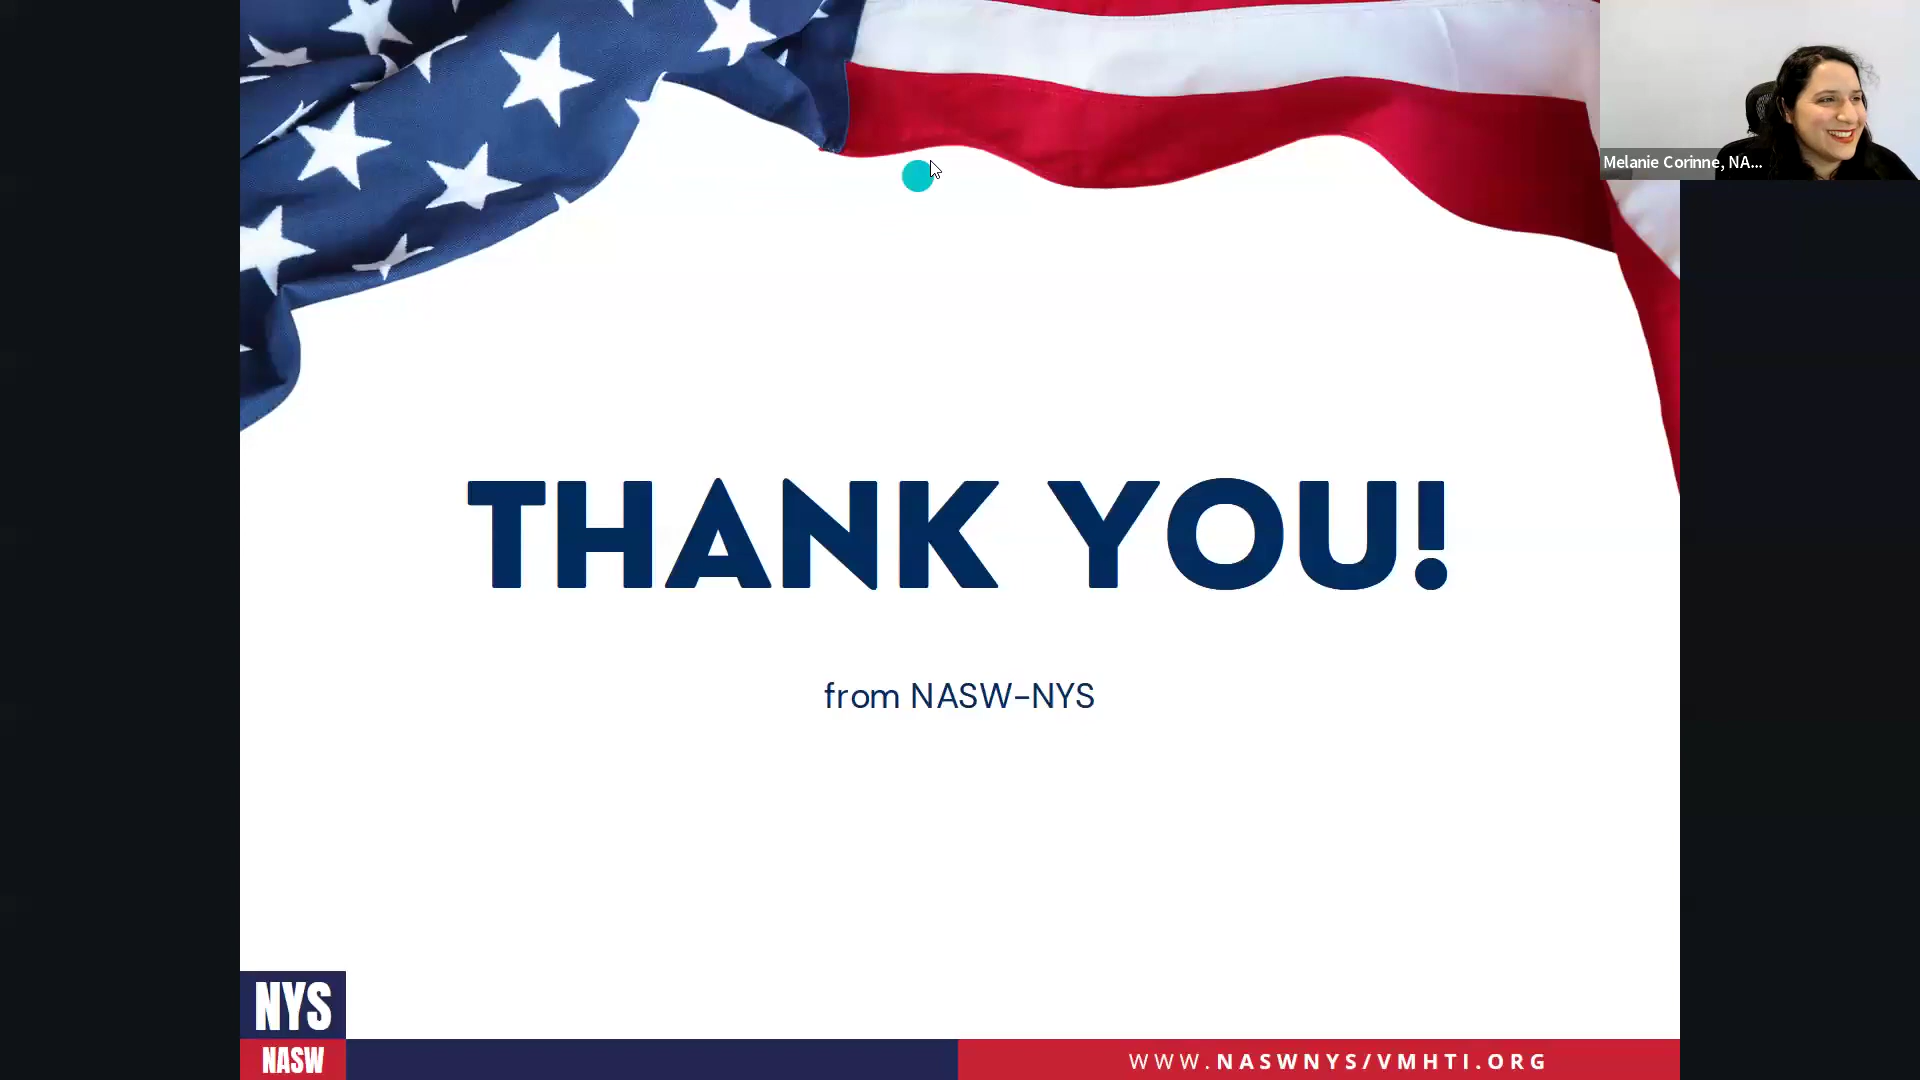 Melanie Corinne, NA...
THANK YOU!
from NASW-NYS
NYS
NASW
WWW.NASWNYS/VMHTI.ORG